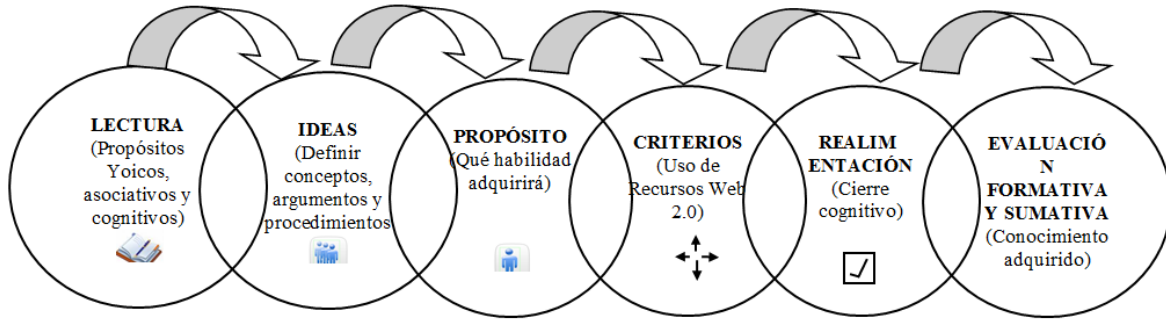 LECTURA
(Propósitos
Yoicos,
asociativos y
cognitivos)
IDEAS
(Definir
conceptos,
argumentos y
procedimientos
PROPÓSITO
(Qué habilidad
adquirirá)
CRITERIOS
(Uso de
Recursos Web
2.0)
REALIM
ENTACIÓN
(Cierre
cognitivo)
EVALUACIÓ
N
FORMATIVA
Y SUMATIVA
(Conocimiento
adquirido)